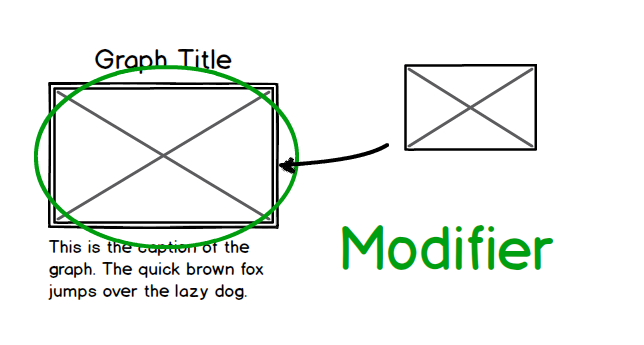 Graph Title
This is the caption of the
graph. The quick brown fox
jumps over the lazy dog.
Modifier